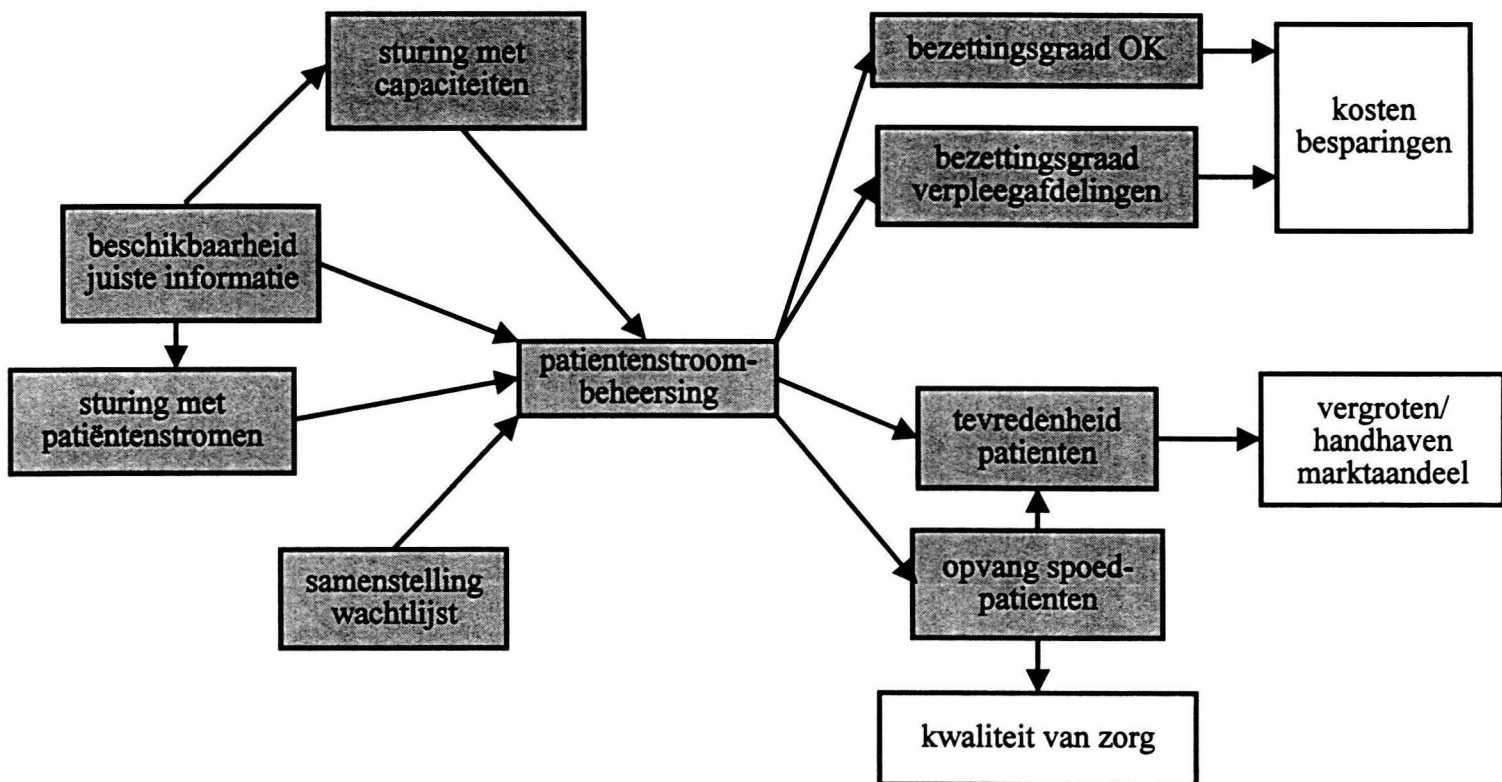 sturing met
capaciteiten
bezettingsgraad OK
kosten
besparingen
bezettingsgraad
verpleegafdelingen
beschikbaarheid
juiste informatie
patientenstroom-
beheersing
sturing met
patiëntenstromen
tevredenheid
patienten
vergroten/
handhaven
marktaandeel
samenstelling
wachtlijst
opvang spoed-
patienten
kwaliteit van zorg